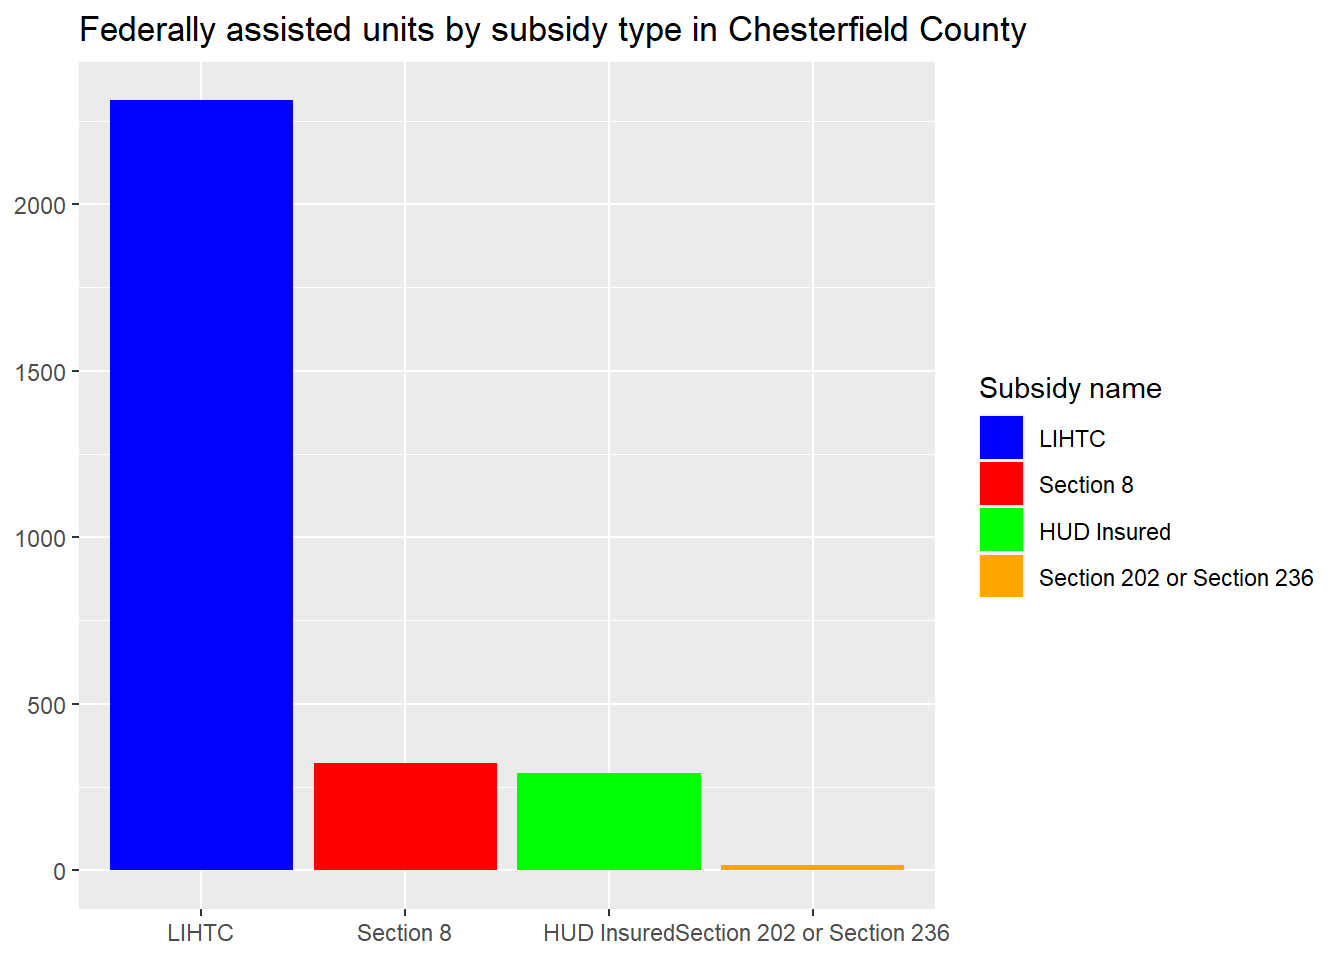 Federally assisted units by subsidy type in Chesterfield County
2000
1500
1000
500
0
LIHTC
Section 8
HUD Insured
Section 202 or Section 236
Subsidy name
LIHTC
Section 8
HUD Insured
Section 202 or Section 236